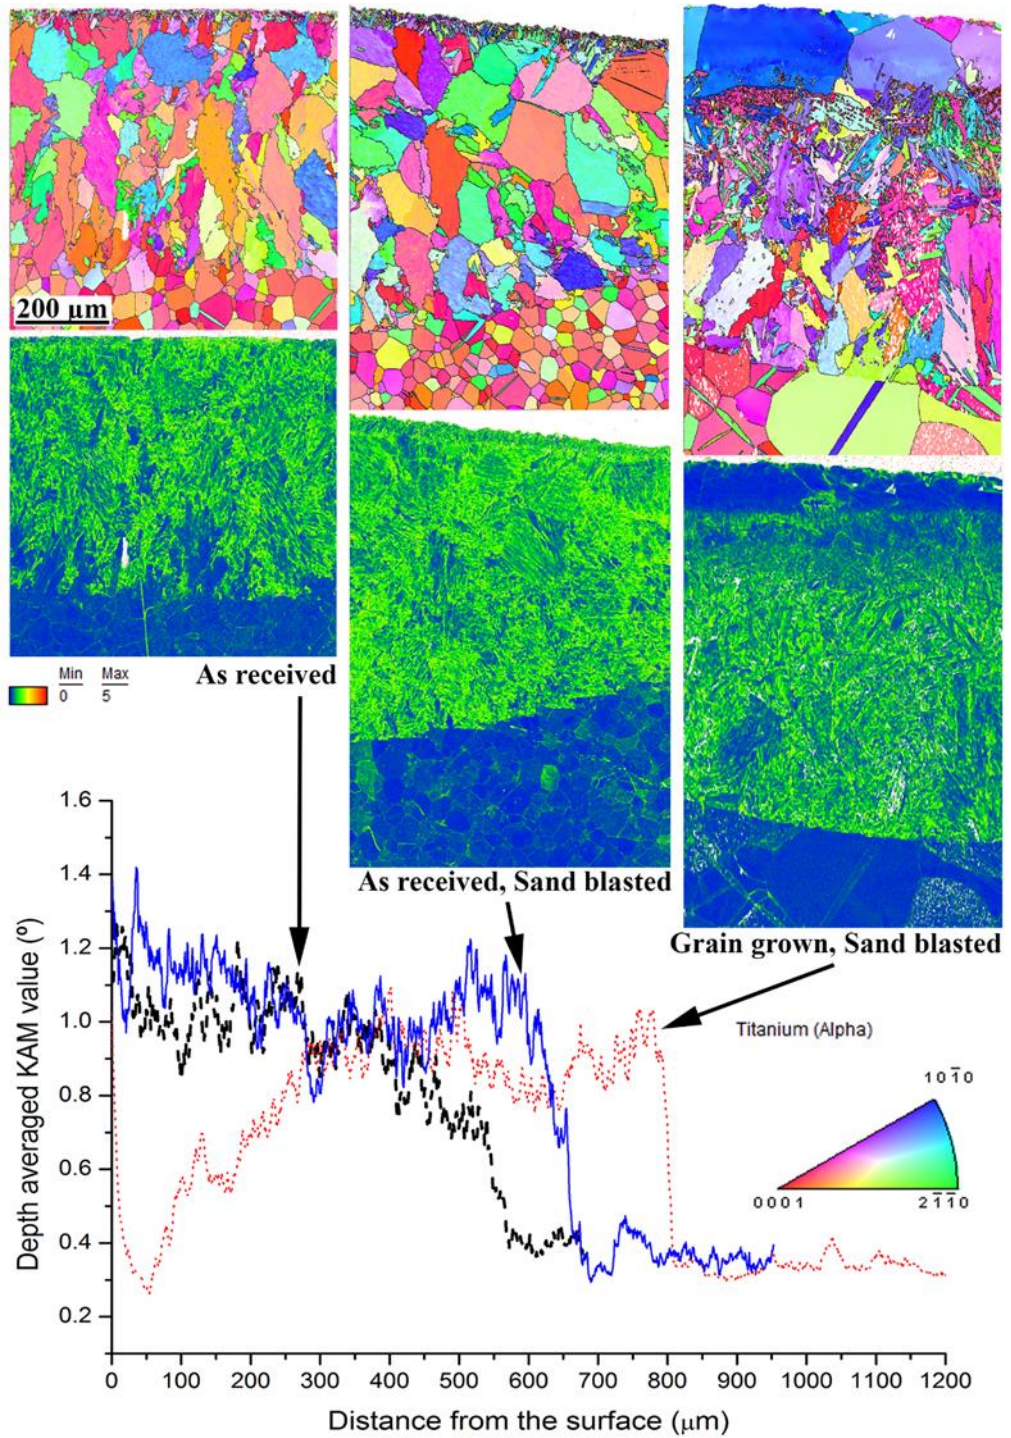 200 µm
Min Max
0 5
As received
As received, Sand blasted
Grain grown, Sand blasted
Titanium (Alpha)
1 0 1̅ 0
0 0 0 1
2 1̅ 1̅ 0
Depth averaged KAM value (º)
1.6
1.4
1.2
1.0
0.8
0.6
0.4
0.2
0 100 200 300 400 500 600 700 800 900 1000 1100 1200
Distance from the surface (µm)